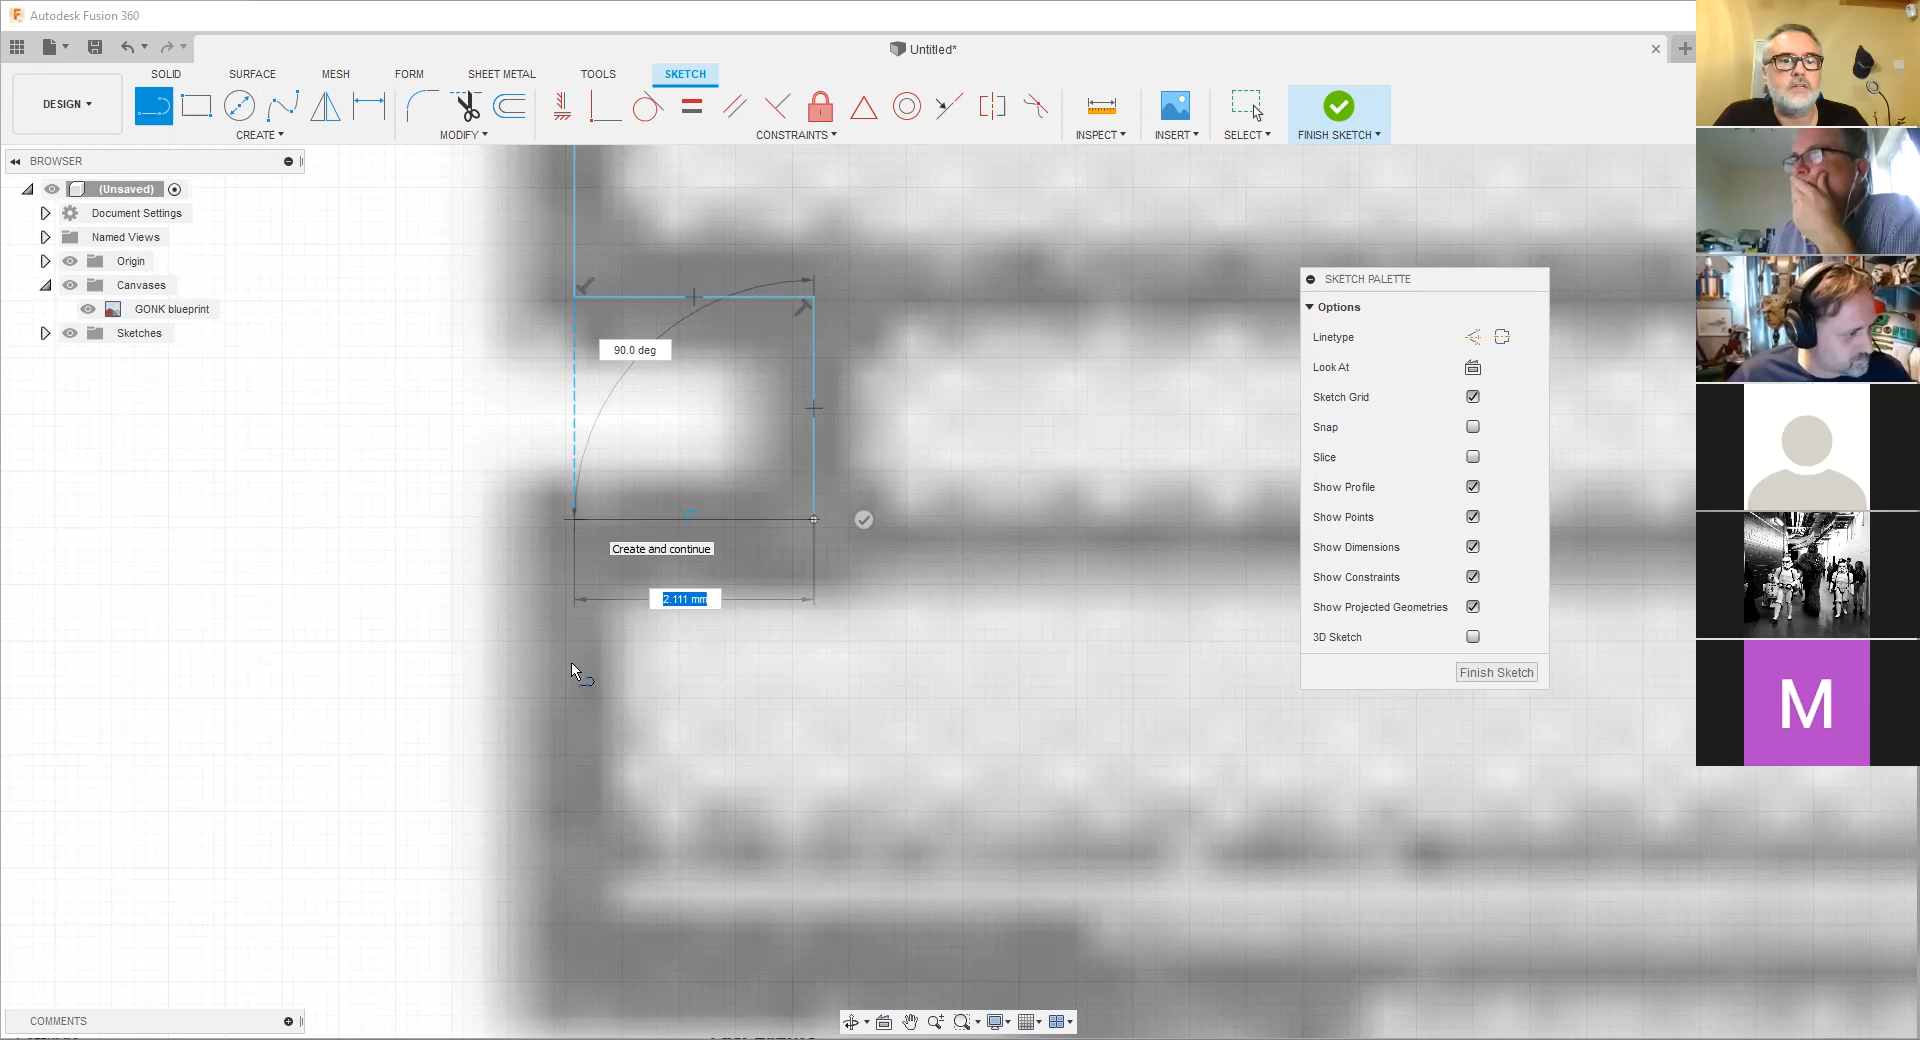 Autodesk Fusion 360
Untitled*
SOLID SURFACE MESH FORM SHEET METAL TOOLS SKETCH
DESIGN
CREATE MODIFY CONSTRAINTS INSPECT INSERT SELECT FINISH SKETCH
BROWSER
(Unsaved)
Document Settings
Named Views
Origin
Canvases
GONK blueprint
Sketches
90.0 deg
Create and continue
2.111 mm
SKETCH PALETTE
Options
Linetype
Look At
Sketch Grid
Snap
Slice
Show Profile
Show Points
Show Dimensions
Show Constraints
Show Projected Geometries
3D Sketch
Finish Sketch
M
COMMENTS